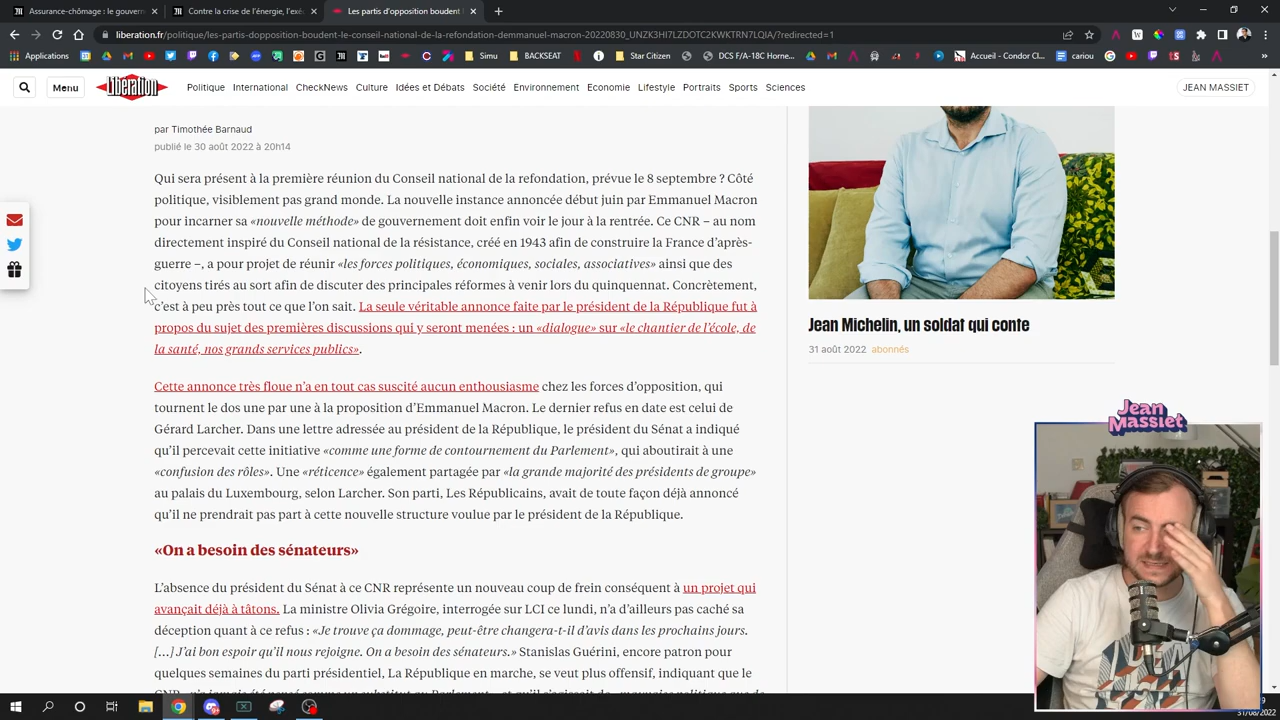 Assurance-chômage : le gouvern
Contre la crise de l'énergie, l'exé
Les partis d'opposition boudent l
liberation.fr/politique/les-partis-dopposition-boudent-le-conseil-national-de-la-refondation-demmanuel-macron-20220830_UNZK3HI7LZDOTC2KWKTRN7LQIA/?redirected=1
Applications
Simu
BACKSEAT
Star Citizen
DCS F/A-18C Horne...
Accueil - Condor Cl...
cariou
Menu
Libération
Politique International CheckNews Culture Idées et Débats Société Environnement Economie Lifestyle Portraits Sports Sciences
JEAN MASSIET
par Timothée Barnaud
publié le 30 août 2022 à 20h14
Qui sera présent à la première réunion du Conseil national de la refondation, prévue le 8 septembre ? Côté
politique, visiblement pas grand monde. La nouvelle instance annoncée début juin par Emmanuel Macron
pour incarner sa «nouvelle méthode» de gouvernement doit enfin voir le jour à la rentrée. Ce CNR – au nom
directement inspiré du Conseil national de la résistance, créé en 1943 afin de construire la France d'après-
guerre –, a pour projet de réunir «les forces politiques, économiques, sociales, associatives» ainsi que des
citoyens tirés au sort afin de discuter des principales réformes à venir lors du quinquennat. Concrètement,
c'est à peu près tout ce que l'on sait. La seule véritable annonce faite par le président de la République fut à
propos du sujet des premières discussions qui y seront menées : un «dialogue» sur «le chantier de l'école, de
la santé, nos grands services publics».
Cette annonce très floue n'a en tout cas suscité aucun enthousiasme chez les forces d'opposition, qui
tournent le dos une par une à la proposition d'Emmanuel Macron. Le dernier refus en date est celui de
Gérard Larcher. Dans une lettre adressée au président de la République, le président du Sénat a indiqué
qu'il percevait cette initiative «comme une forme de contournement du Parlement», qui aboutirait à une
«confusion des rôles». Une «réticence» également partagée par «la grande majorité des présidents de groupe»
au palais du Luxembourg, selon Larcher. Son parti, Les Républicains, avait de toute façon déjà annoncé
qu'il ne prendrait pas part à cette nouvelle structure voulue par le président de la République.
«On a besoin des sénateurs»
L'absence du président du Sénat à ce CNR représente un nouveau coup de frein conséquent à un projet qui
avançait déjà à tâtons. La ministre Olivia Grégoire, interrogée sur LCI ce lundi, n'a d'ailleurs pas caché sa
déception quant à ce refus : «Je trouve ça dommage, peut-être changera-t-il d'avis dans les prochains jours.
[…] J'ai bon espoir qu'il nous rejoigne. On a besoin des sénateurs.» Stanislas Guérini, encore patron pour
quelques semaines du parti présidentiel, La République en marche, se veut plus offensif, indiquant que le
Jean Michelin, un soldat qui conte
31 août 2022 abonnés
Jean
Massiet
31/08/2022